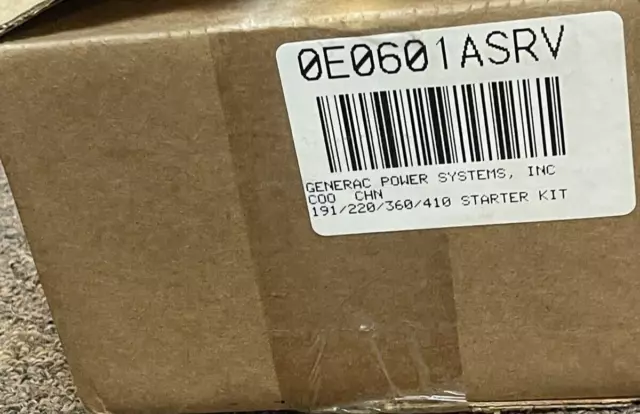 0E0601ASRV
GENERAC POWER SYSTEMS, INC
COO CHN
191/220/360/410 STARTER KIT